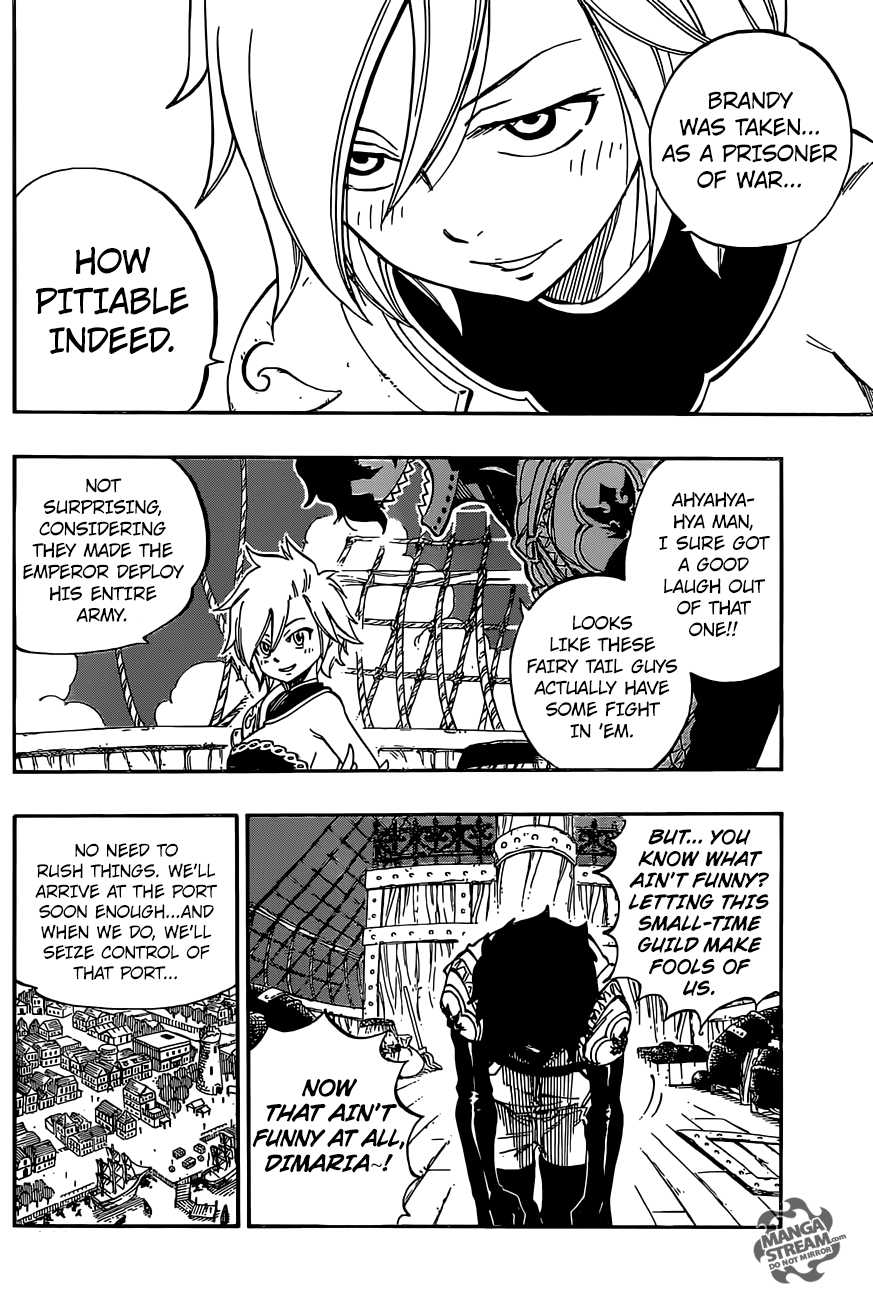 BRANDY
WAS TAKEN...
AS A PRISONER
OF WAR...
HOW
PITIABLE
INDEED.
AHYAHYA-
HYA MAN,
I SURE GOT
A GOOD
LAUGH OUT
OF THAT
ONE!!
LOOKS
LIKE THESE
FAIRY TAIL GUYS
ACTUALLY HAVE
SOME FIGHT
IN 'EM.
NOT
SURPRISING,
CONSIDERING
THEY MADE THE
EMPEROR DEPLOY
HIS ENTIRE
ARMY.
BUT... YOU
KNOW WHAT
AIN'T FUNNY?
LETTING THIS
SMALL-TIME
GUILD MAKE
FOOLS OF
US.
NOW
THAT AIN'T
FUNNY AT ALL,
DIMARIA~!
NO NEED TO
RUSH THINGS. WE'LL
ARRIVE AT THE PORT
SOON ENOUGH...AND
WHEN WE DO, WE'LL
SEIZE CONTROL OF
THAT PORT...
MANGA
STREAM.com
DO NOT MIRROR